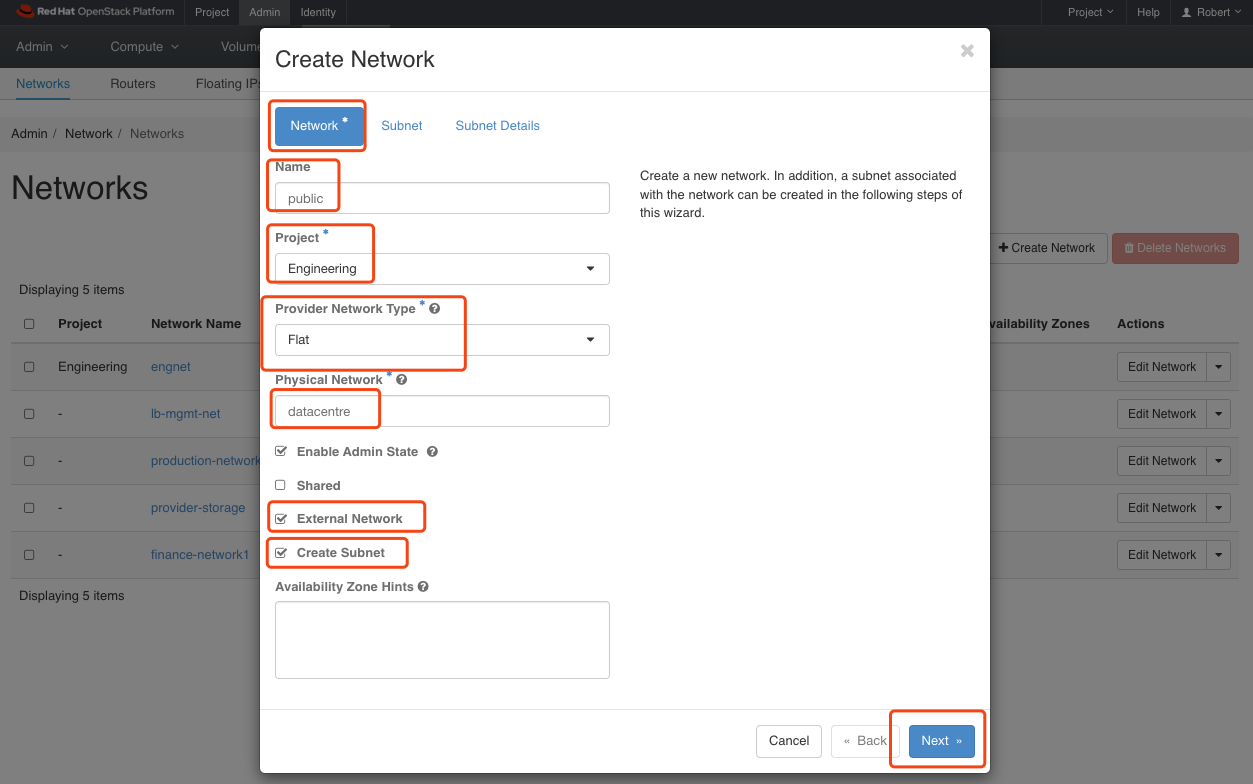 Red Hat OpenStack Platform Project Admin Identity Project Help Robert
Admin Compute Volume
Networks Routers Floating IPs
Admin / Network / Networks
Networks
Create Network Delete Networks
Displaying 5 items
Project Network Name vailability Zones Actions
Engineering engnet Edit Network
- lb-mgmt-net Edit Network
- production-network Edit Network
- provider-storage Edit Network
- finance-network1 Edit Network
Displaying 5 items
Create Network ×
Network * Subnet Subnet Details
Name
public
Project *
Engineering
Provider Network Type * ?
Flat
Physical Network * ?
datacentre
Enable Admin State ?
Shared
External Network
Create Subnet
Availability Zone Hints ?
Create a new network. In addition, a subnet associated
with the network can be created in the following steps of
this wizard.
Cancel « Back Next »